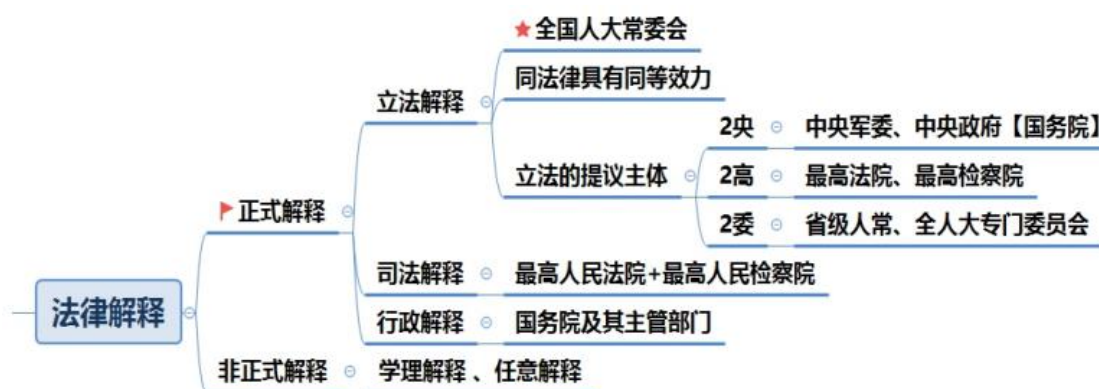 全国人大常委会
立法解释
同法律具有同等效力
2央
中央军委、中央政府【国务院】
立法的提议主体
2高
最高法院、最高检察院
正式解释
2委
省级人常、全人大专门委员会
司法解释
最高人民法院+最高人民检察院
法律解释
行政解释
国务院及其主管部门
非正式解释
学理解释、任意解释